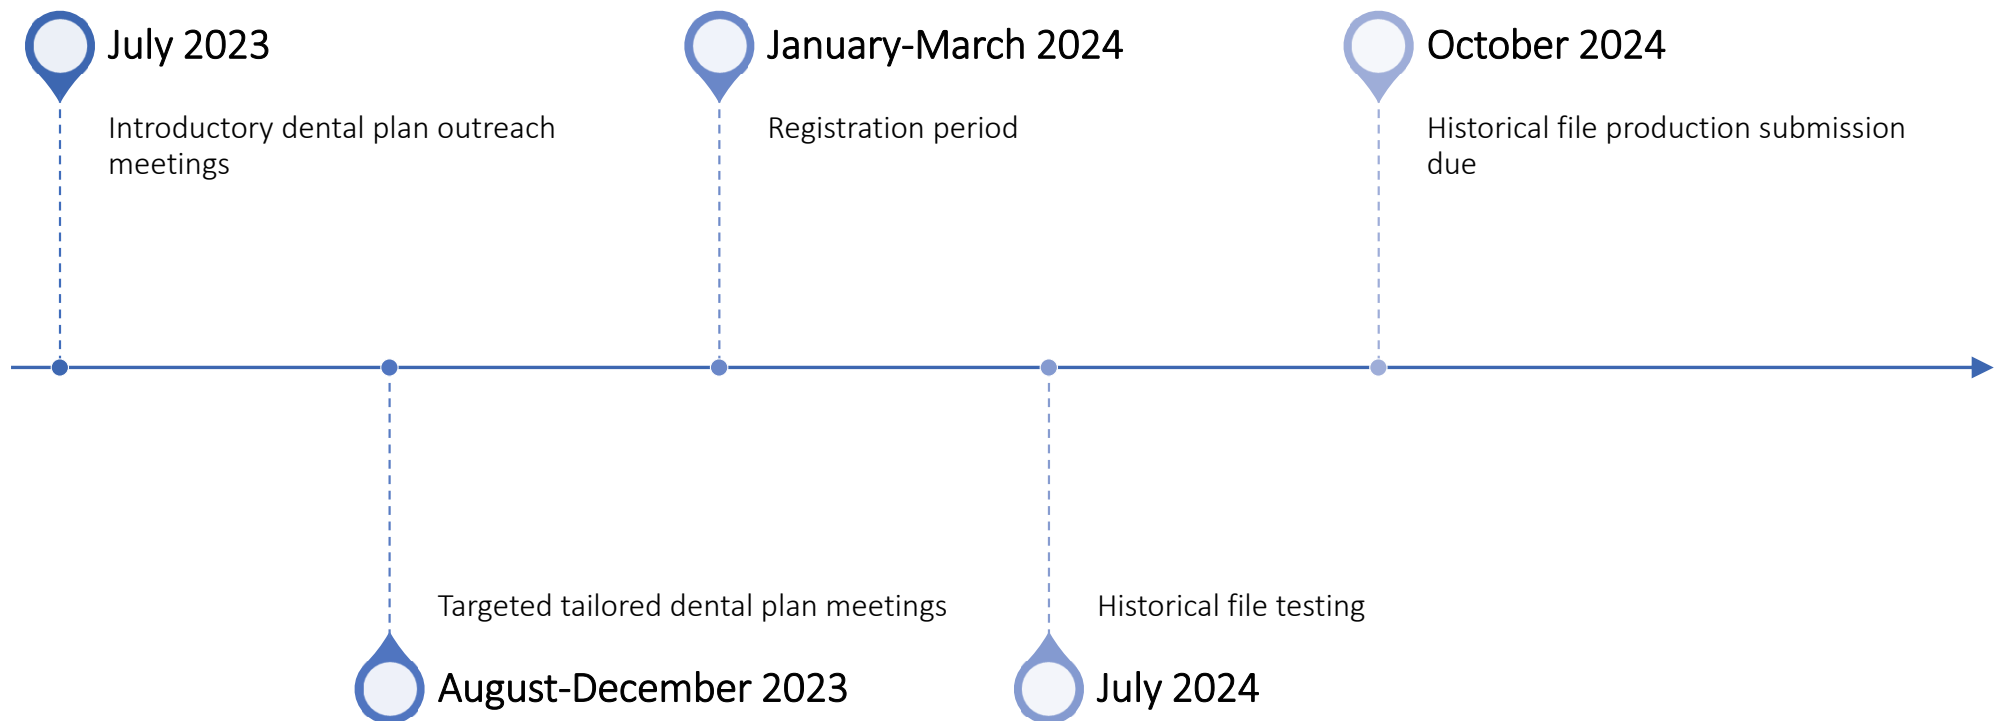 July 2023
Introductory dental plan outreach
meetings
January-March 2024
Registration period
October 2024
Historical file production submission
due
Targeted tailored dental plan meetings
August-December 2023
Historical file testing
July 2024